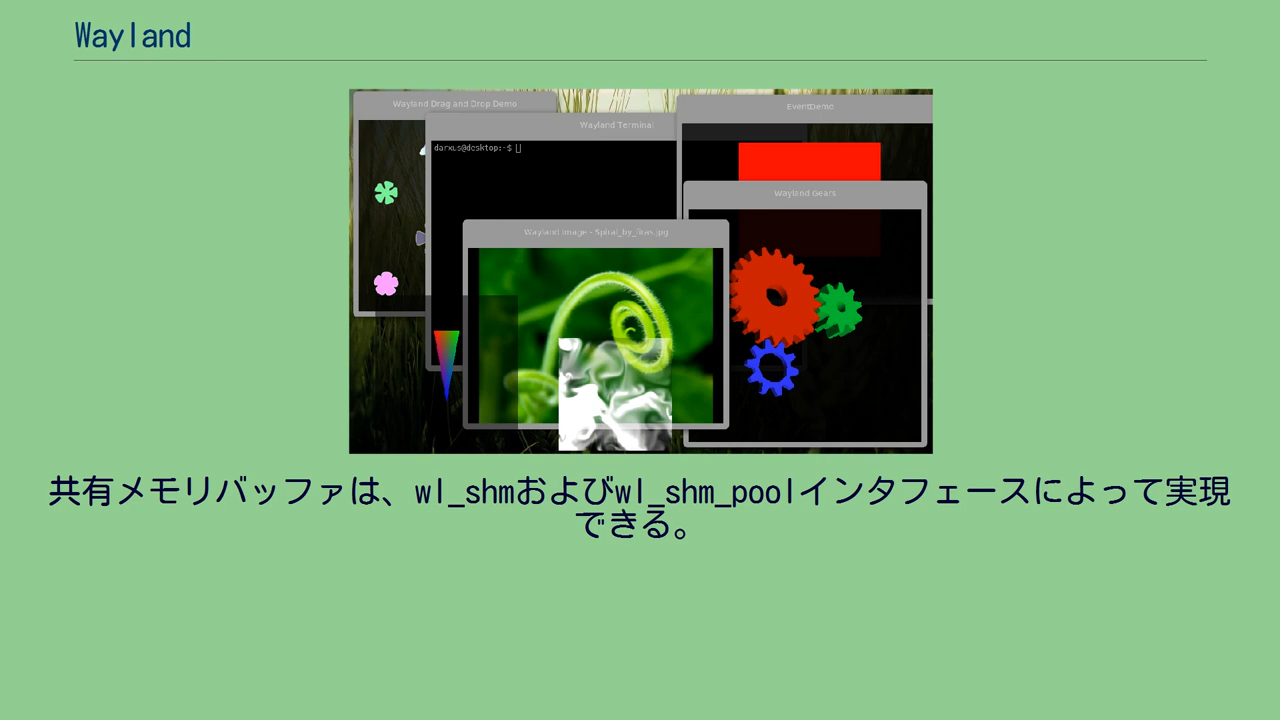 Wayland
Wayland Drag and Drop Demo
Wayland Terminal
EventDemo
darxus@desktop:~$
Wayland Gears
Wayland Image - Spiral_by_
共有メモリバッファは、wl_shmおよびwl_shm_poolインタフェースによって実現
できる。